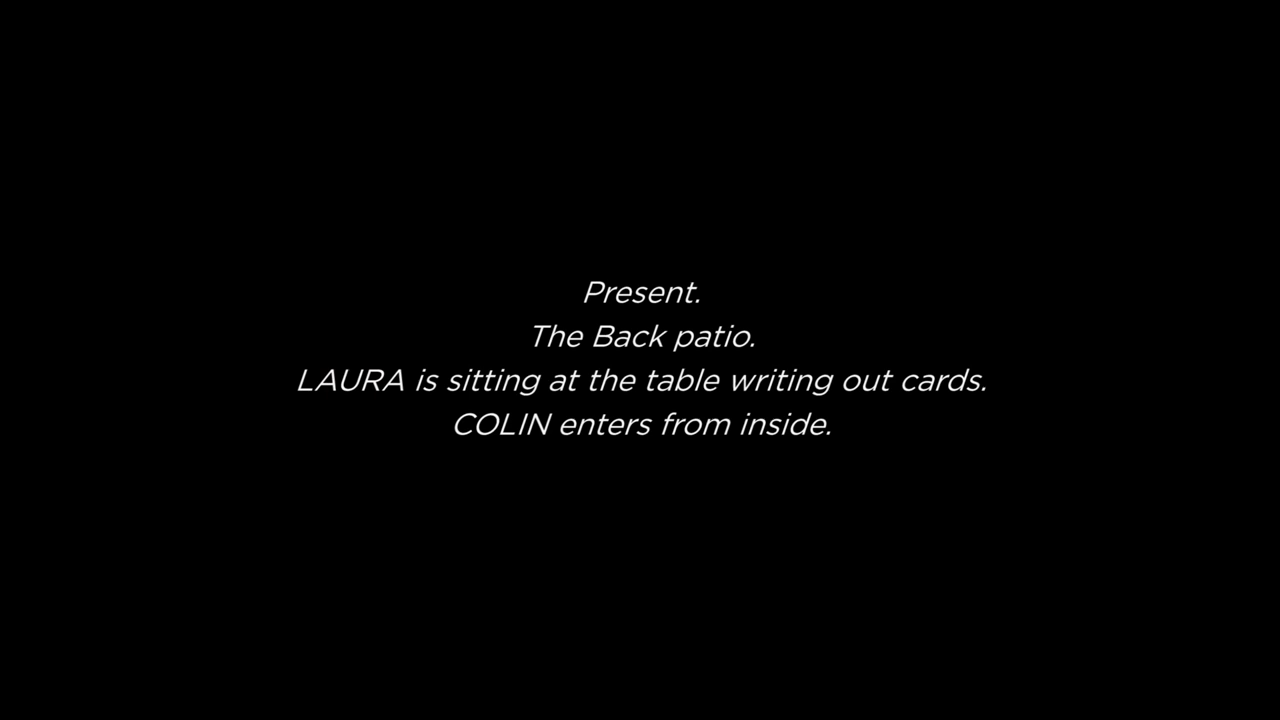 Present.
The Back patio.
LAURA is sitting at the table writing out cards.
COLIN enters from inside.